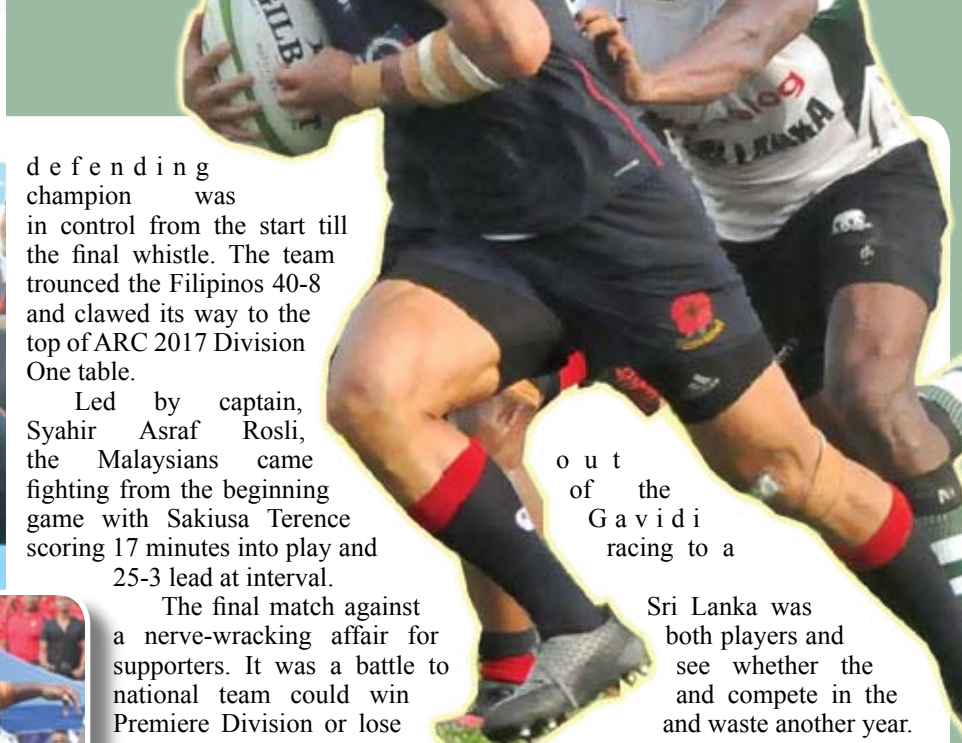 GILB
log
LANKA
defending
champion was
in control from the start till
the final whistle. The team
trounced the Filipinos 40-8
and clawed its way to the
top of ARC 2017 Division
One table.
Led by captain,
Syahir Asraf Rosli,
the Malaysians came out
fighting from the beginning of the
game with Sakiusa Terence Gavidi
scoring 17 minutes into play and racing to a
25-3 lead at interval.
The final match against Sri Lanka was
a nerve-wracking affair for both players and
supporters. It was a battle to see whether the
national team could win and compete in the
Premiere Division or lose and waste another year.